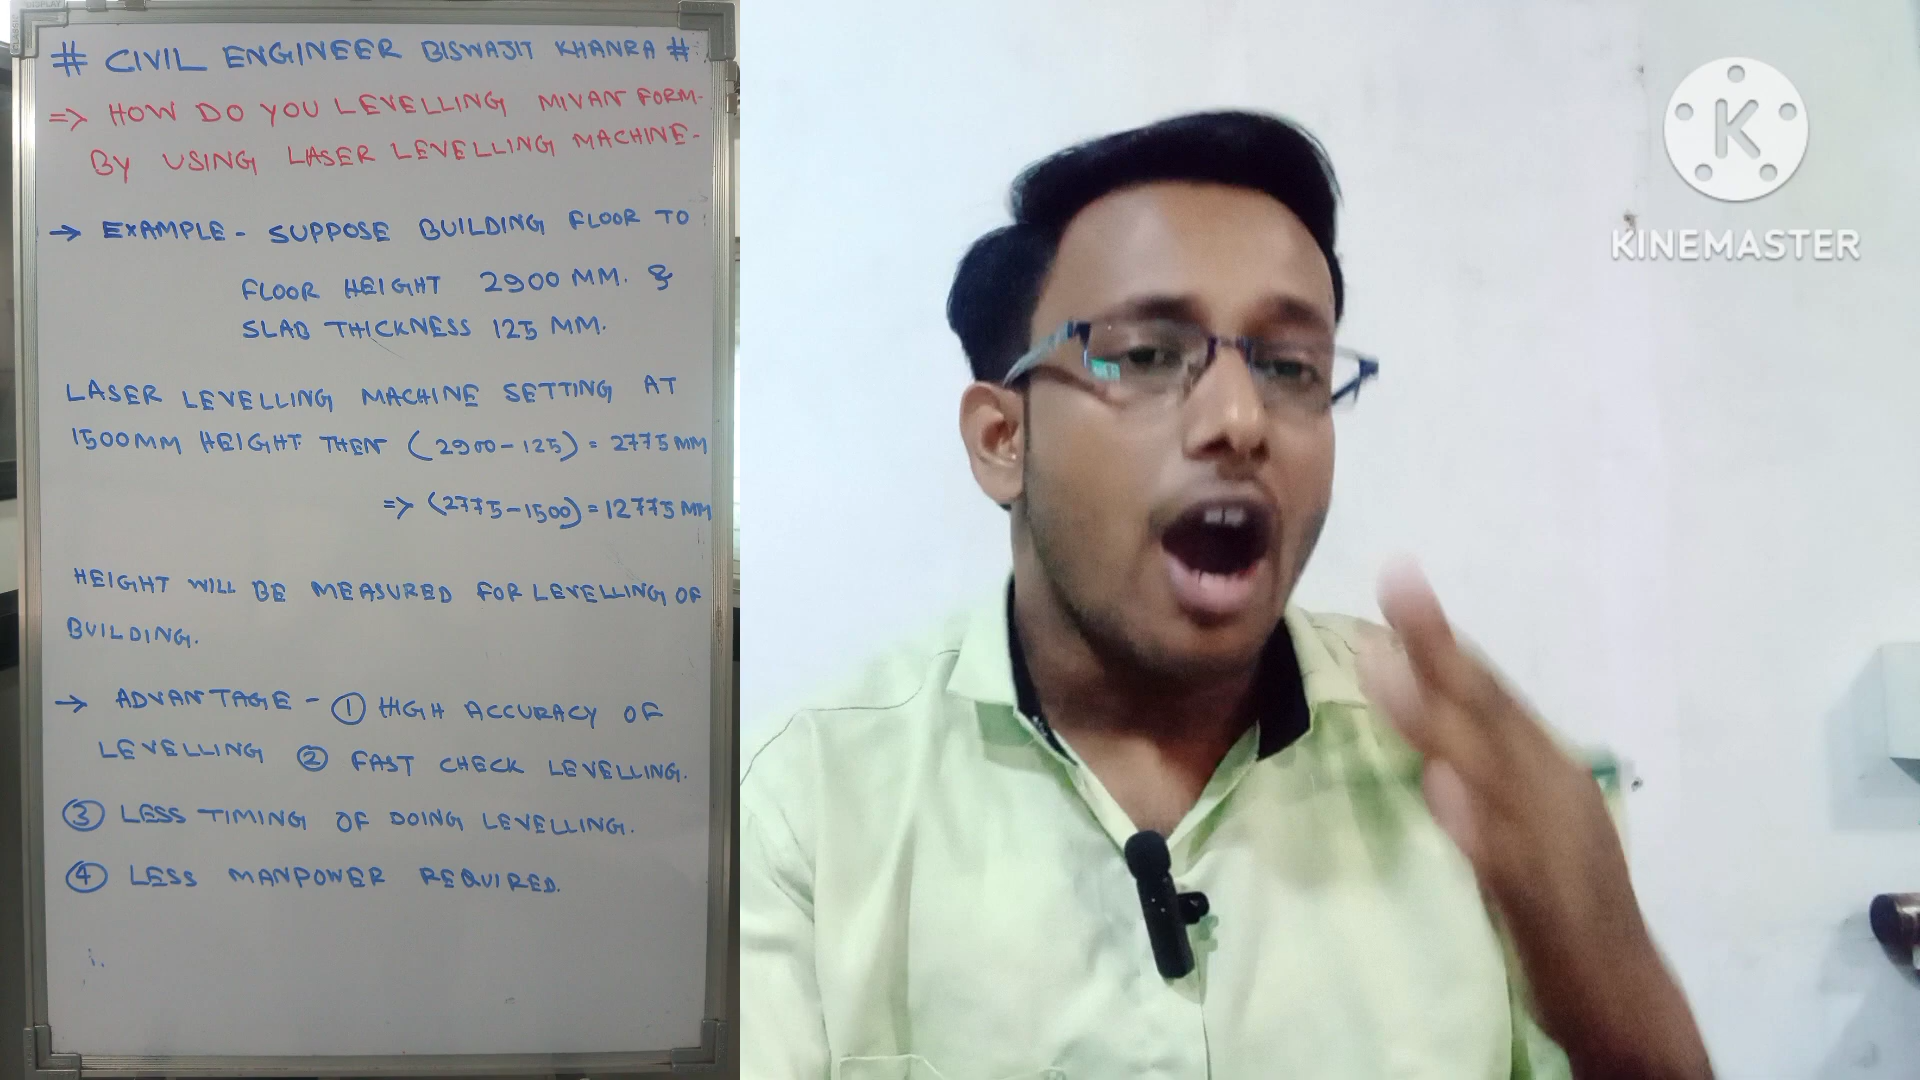 # CIVIL ENGINEER BISWAJIT KHANRA #
=> HOW DO YOU LEVELLING MIVAN FORM-
BY USING LASER LEVELLING MACHINE-
→ EXAMPLE - SUPPOSE BUILDING FLOOR TO
FLOOR HEIGHT 2900 MM. &
SLAB THICKNESS 125 MM.
LASER LEVELLING MACHINE SETTING AT
1500MM HEIGHT THEN (2900-125) = 2775 MM
=> (2775-1500) = 12775 MM
HEIGHT WILL BE MEASURED FOR LEVELLING OF
BUILDING.
→ ADVANTAGE - ① HIGH ACCURACY OF
LEVELLING ② FAST CHECK LEVELLING.
③ LESS TIMING OF DOING LEVELLING.
④ LESS MANPOWER REQUIRED.
K
KINEMASTER